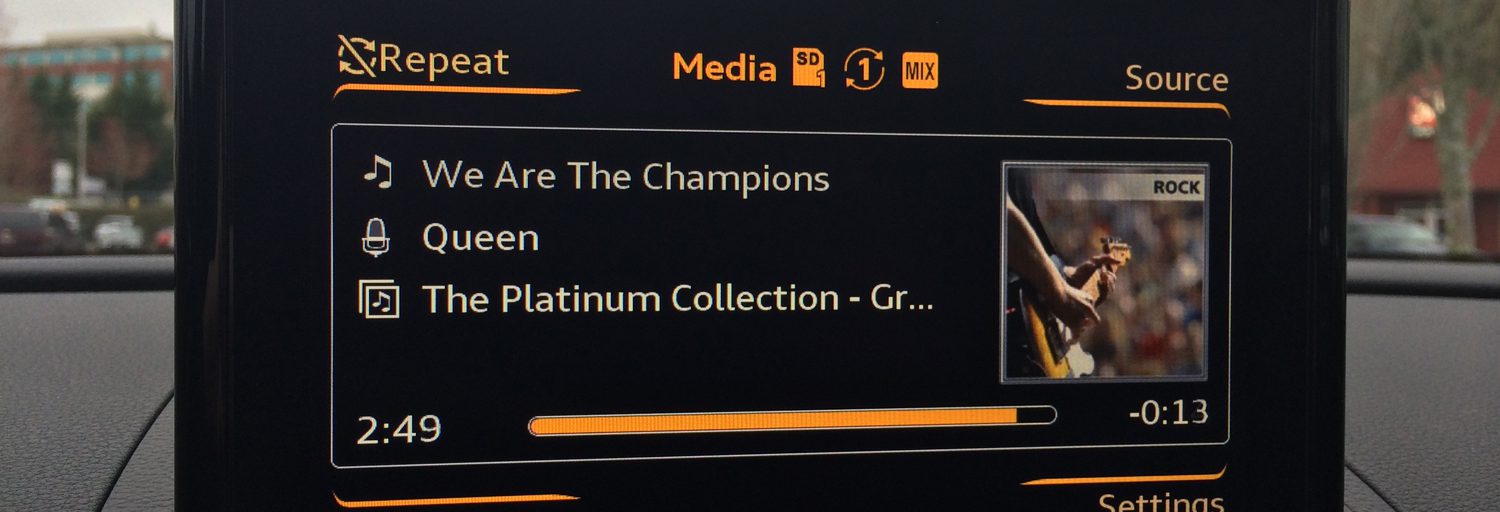 Repeat
Media SD 1 1 MIX
Source
We Are The Champions
ROCK
Queen
The Platinum Collection - Gr...
2:49
-0:13
Settings